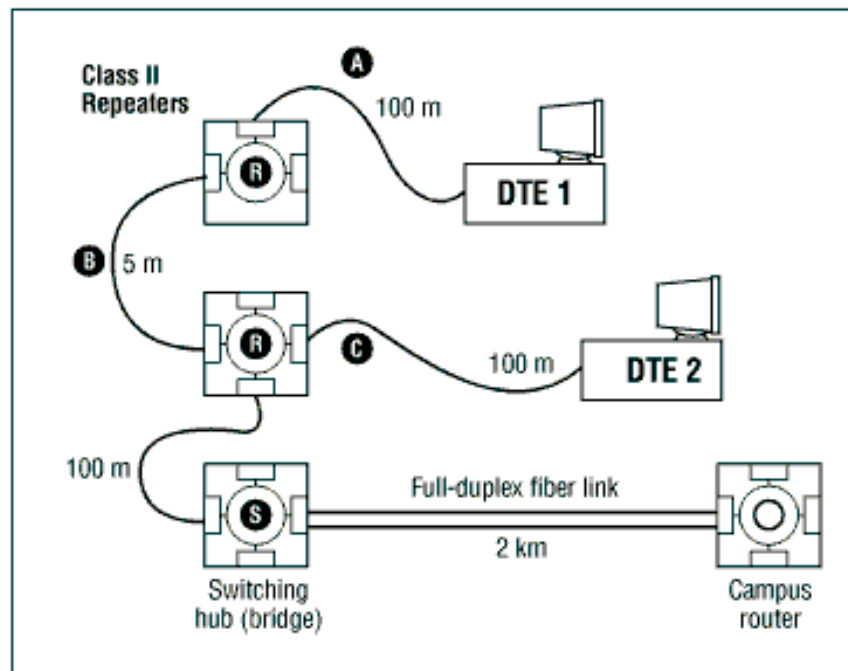 Class II
Repeaters
A
100 m
R
DTE 1
B
5 m
R
C
100 m
DTE 2
100 m
S
Full-duplex fiber link
2 km
Switching
hub (bridge)
Campus
router